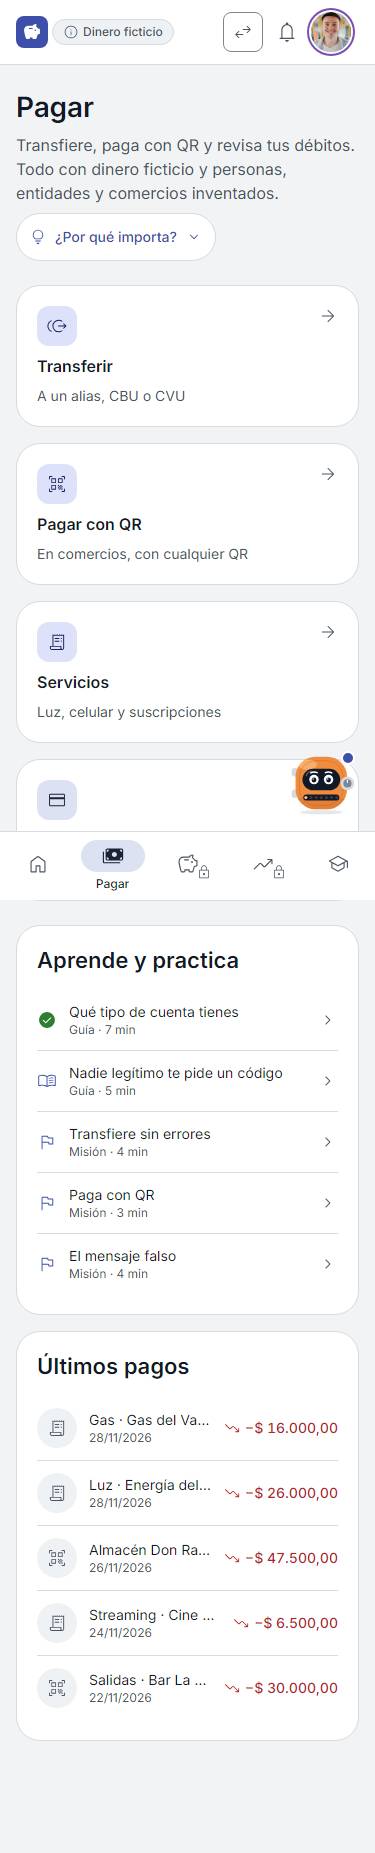 Dinero ficticio
Pagar
Transfiere, paga con QR y revisa tus débitos.
Todo con dinero ficticio y personas,
entidades y comercios inventados.
¿Por qué importa?
Transferir
A un alias, CBU o CVU
Pagar con QR
En comercios, con cualquier QR
Servicios
Luz, celular y suscripciones
Pagar
Aprende y practica
Qué tipo de cuenta tienes
Guía · 7 min
Nadie legítimo te pide un código
Guía · 5 min
Transfiere sin errores
Misión · 4 min
Paga con QR
Misión · 3 min
El mensaje falso
Misión · 4 min
Últimos pagos
Gas · Gas del Va... −$ 16.000,00
28/11/2026
Luz · Energía del... −$ 26.000,00
28/11/2026
Almacén Don Ra... −$ 47.500,00
26/11/2026
Streaming · Cine ... −$ 6.500,00
24/11/2026
Salidas · Bar La ... −$ 30.000,00
22/11/2026